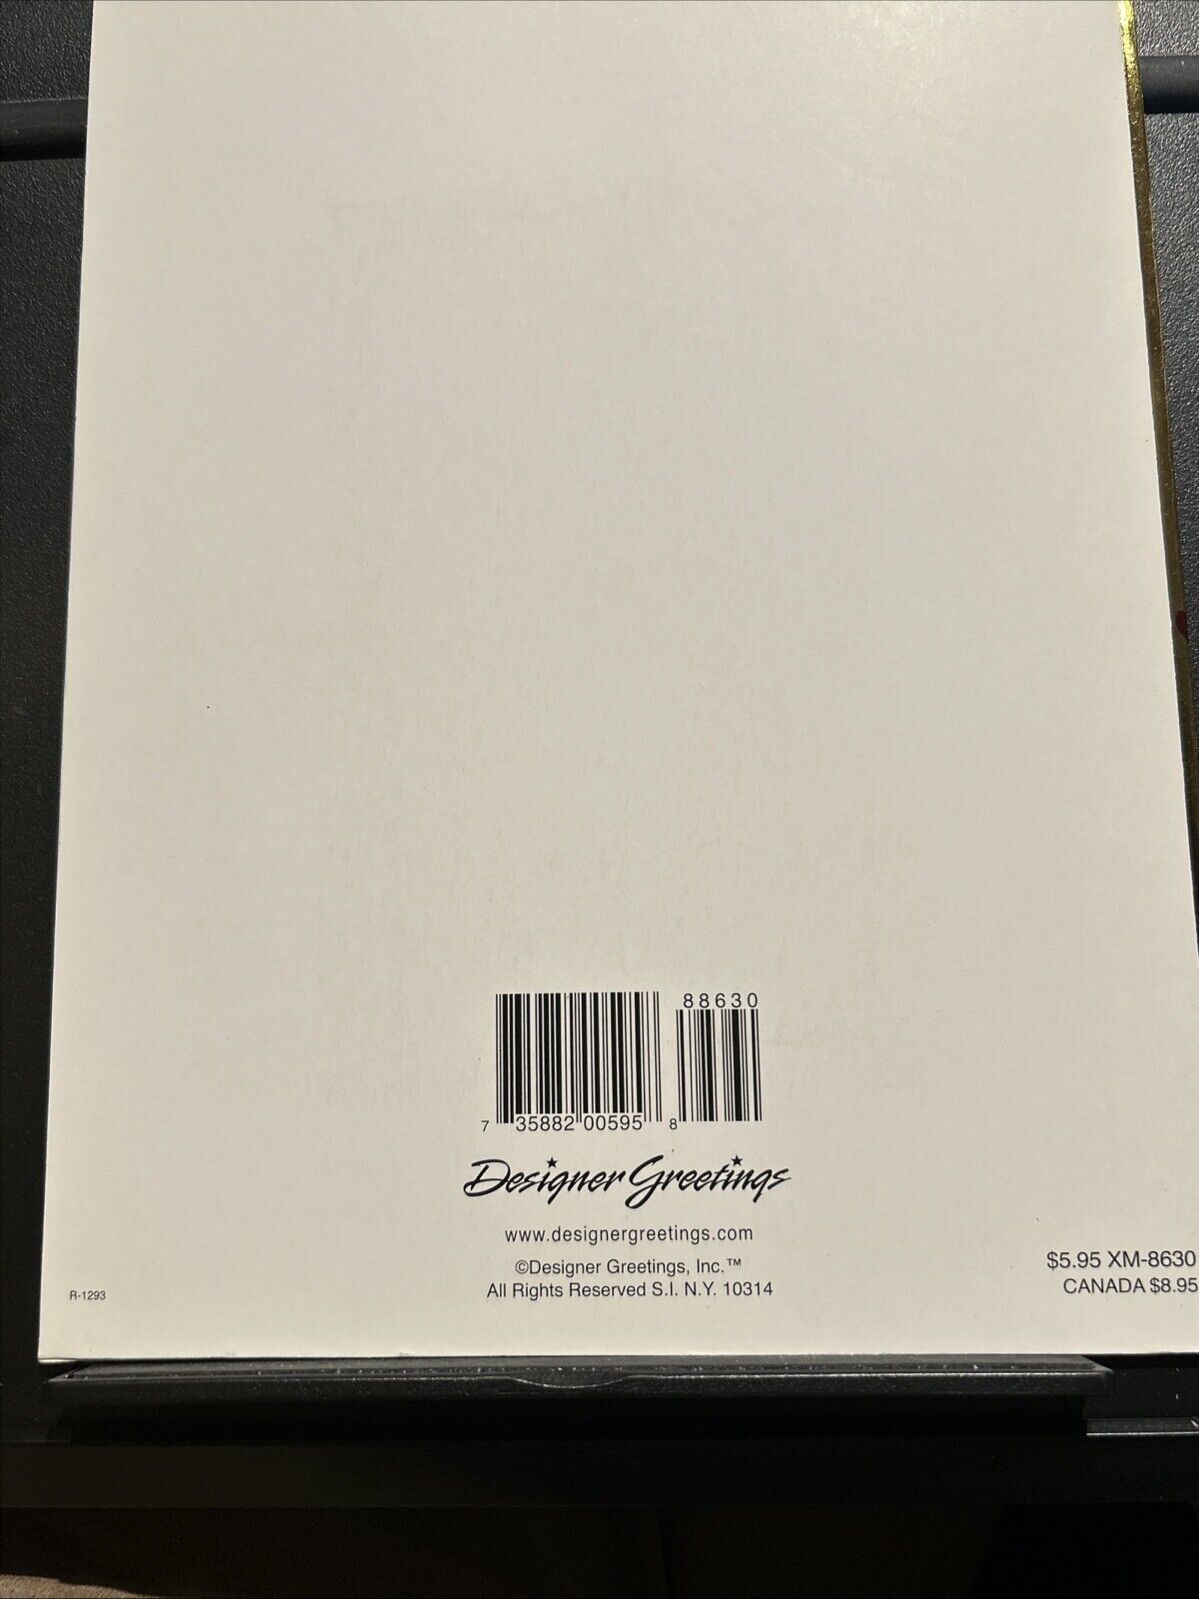 88630
7 35882 00595 8
Designer Greetings
www.designergreetings.com
©Designer Greetings, Inc.™
All Rights Reserved S.I. N.Y. 10314
R-1293
$5.95 XM-8630
CANADA $8.95